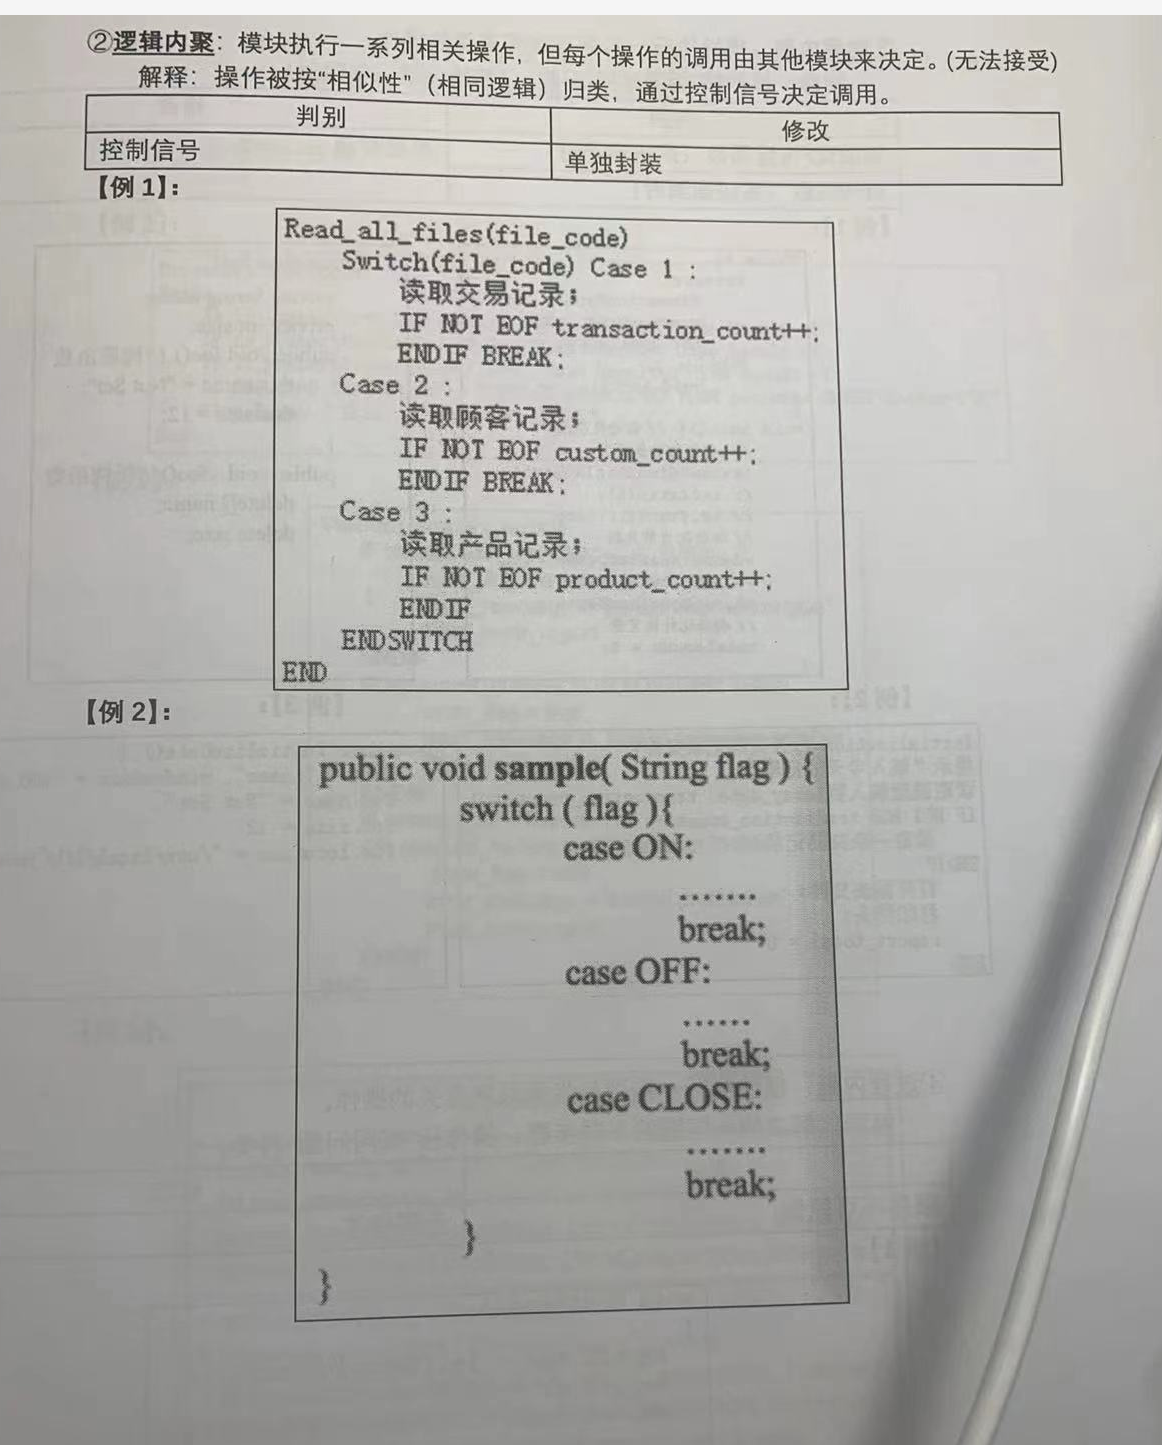 ②逻辑内聚：模块执行一系列相关操作，但每个操作的调用由其他模块来决定。(无法接受)
解释：操作被按“相似性”（相同逻辑）归类，通过控制信号决定调用。
判别 修改
控制信号 单独封装
【例 1】：
Read_all_files(file_code)
Switch(file_code) Case 1 :
读取交易记录;
IF NOT EOF transaction_count++;
ENDIF BREAK;
Case 2 :
读取顾客记录;
IF NOT EOF custom_count++;
ENDIF BREAK;
Case 3 :
读取产品记录;
IF NOT EOF product_count++;
ENDIF
ENDSWITCH
END
【例 2】：
public void sample( String flag ) {
switch ( flag ){
case ON:
.......
break;
case OFF:
......
break;
case CLOSE:
.......
break;
}
}